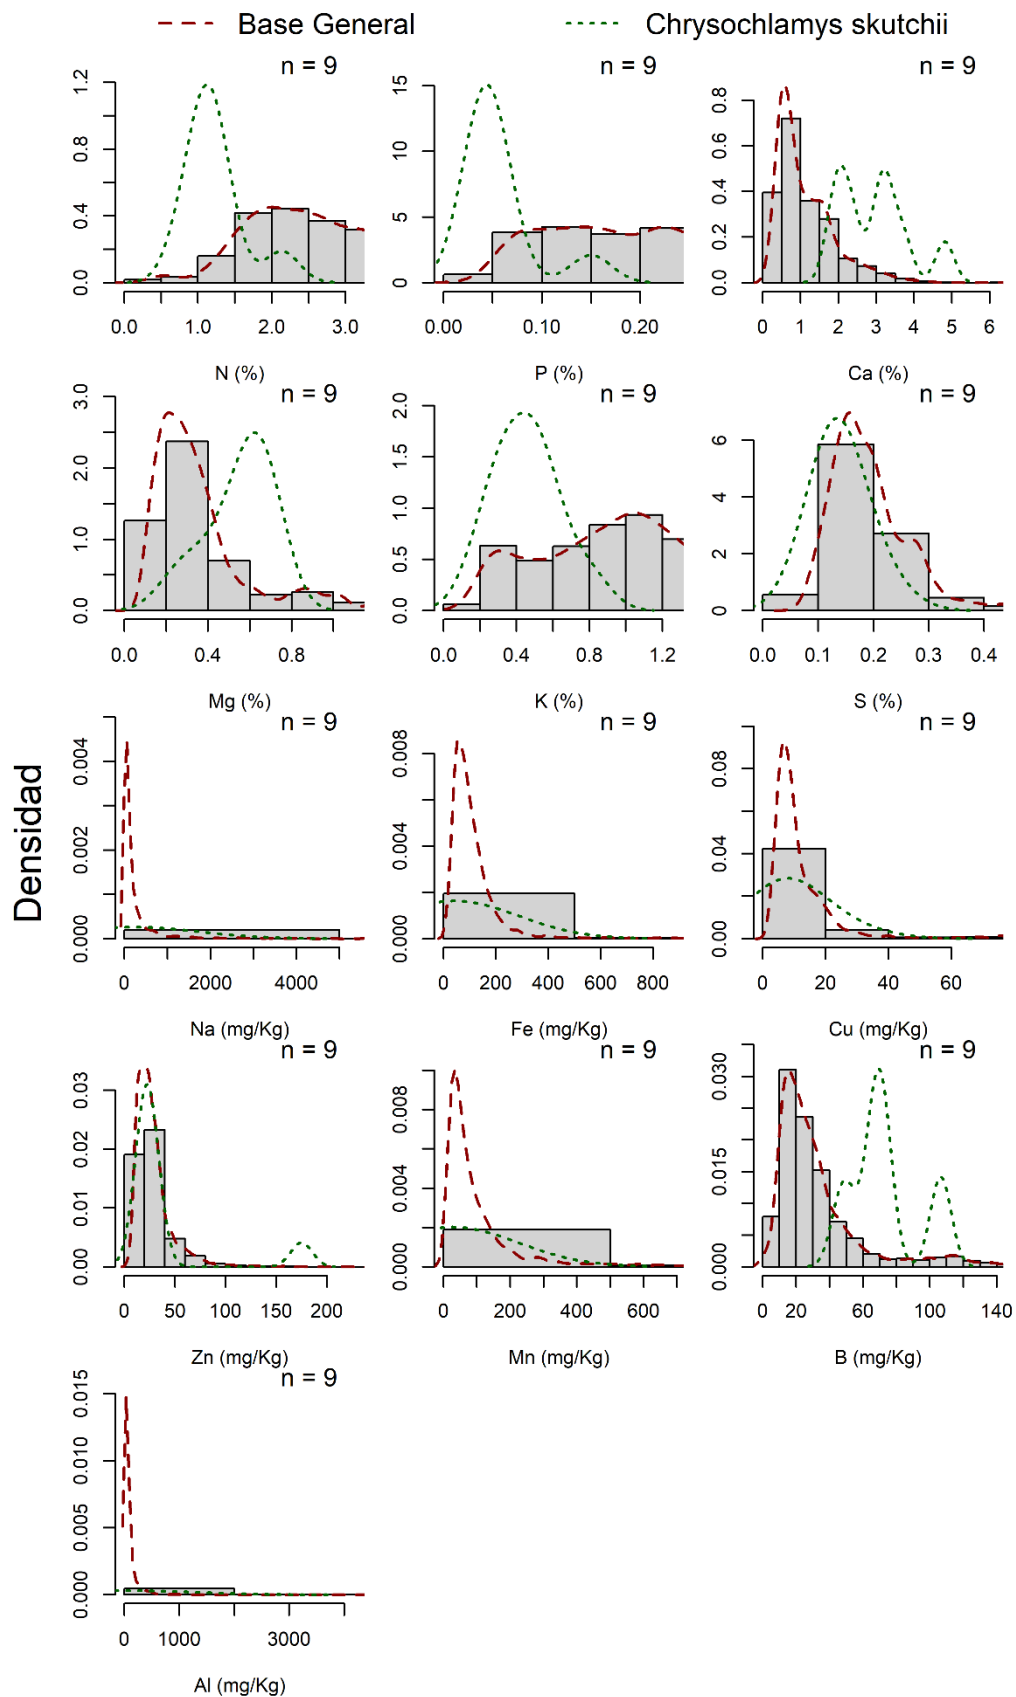 Base General
Chrysochlamys skutchii
Densidad
n = 9
0.0 0.4 0.8 1.2
0.0 1.0 2.0 3.0
N (%)
n = 9
0 5 10 15
0.00 0.10 0.20
P (%)
n = 9
0.0 0.2 0.4 0.6 0.8
0 1 2 3 4 5 6
Ca (%)
n = 9
0.0 1.0 2.0 3.0
0.0 0.4 0.8
Mg (%)
n = 9
0.0 0.5 1.0 1.5 2.0
0.0 0.4 0.8 1.2
K (%)
n = 9
0 2 4 6
0.0 0.1 0.2 0.3 0.4
S (%)
n = 9
0.000 0.002 0.004
0 2000 4000
Na (mg/Kg)
n = 9
0.000 0.004 0.008
0 200 400 600 800
Fe (mg/Kg)
n = 9
0.00 0.04 0.08
0 20 40 60
Cu (mg/Kg)
n = 9
0.00 0.01 0.02 0.03
0 50 100 150 200
Zn (mg/Kg)
n = 9
0.000 0.004 0.008
0 200 400 600
Mn (mg/Kg)
n = 9
0.000 0.015 0.030
0 20 60 100 140
B (mg/Kg)
n = 9
0.000 0.005 0.010 0.015
0 1000 3000
Al (mg/Kg)